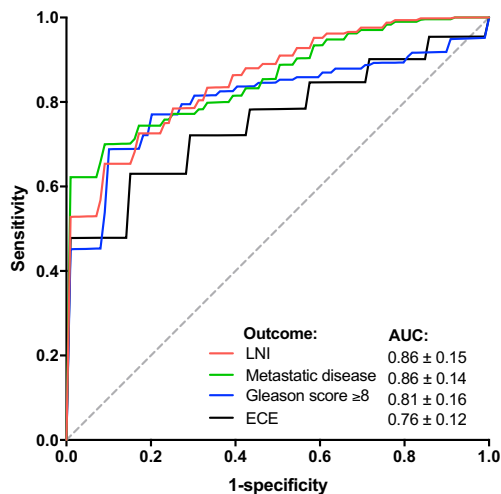 1.0
0.8
0.6
0.4
0.2
0.0
Sensitivity
Outcome: AUC:
LNI 0.86 ± 0.15
Metastatic disease 0.86 ± 0.14
Gleason score ≥8 0.81 ± 0.16
ECE 0.76 ± 0.12
0.0 0.2 0.4 0.6 0.8 1.0
1-specificity